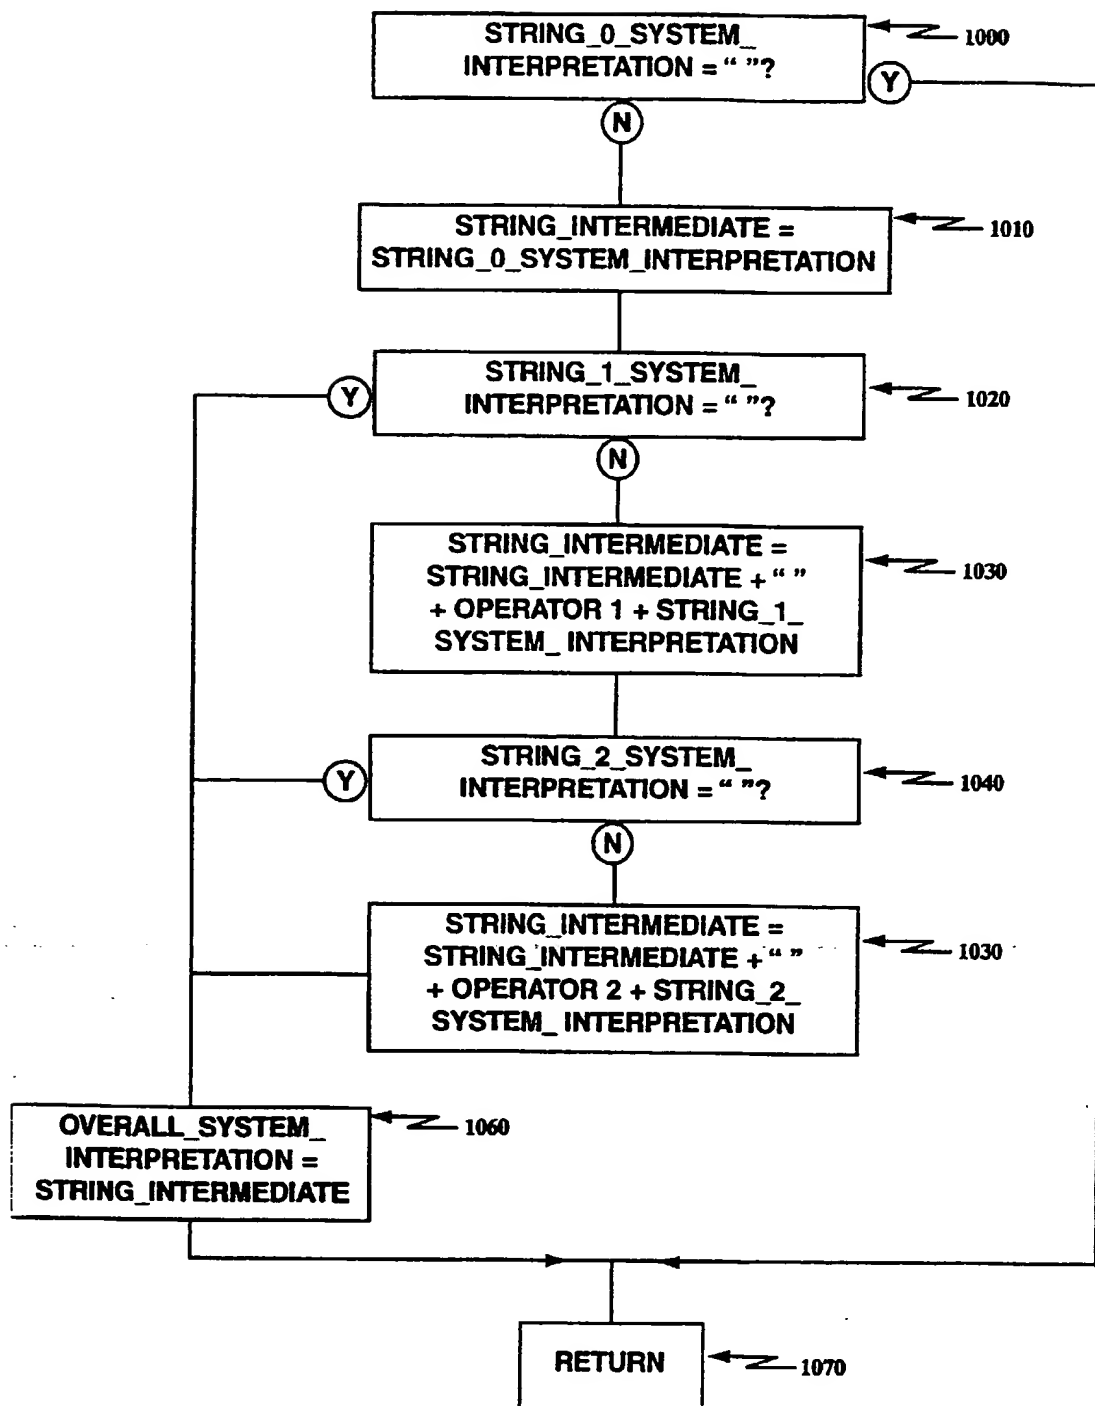 STRING_0_SYSTEM_
INTERPRETATION = “ ”?
1000
Y
N
STRING_INTERMEDIATE =
STRING_0_SYSTEM_INTERPRETATION
1010
STRING_1_SYSTEM_
INTERPRETATION = “ ”?
1020
Y
N
STRING_INTERMEDIATE =
STRING_INTERMEDIATE + “ ”
+ OPERATOR 1 + STRING_1_
SYSTEM_ INTERPRETATION
1030
STRING_2_SYSTEM_
INTERPRETATION = “ ”?
1040
Y
N
STRING_INTERMEDIATE =
STRING_INTERMEDIATE + “ ”
+ OPERATOR 2 + STRING_2_
SYSTEM_ INTERPRETATION
1030
OVERALL_SYSTEM_
INTERPRETATION =
STRING_INTERMEDIATE
1060
RETURN
1070